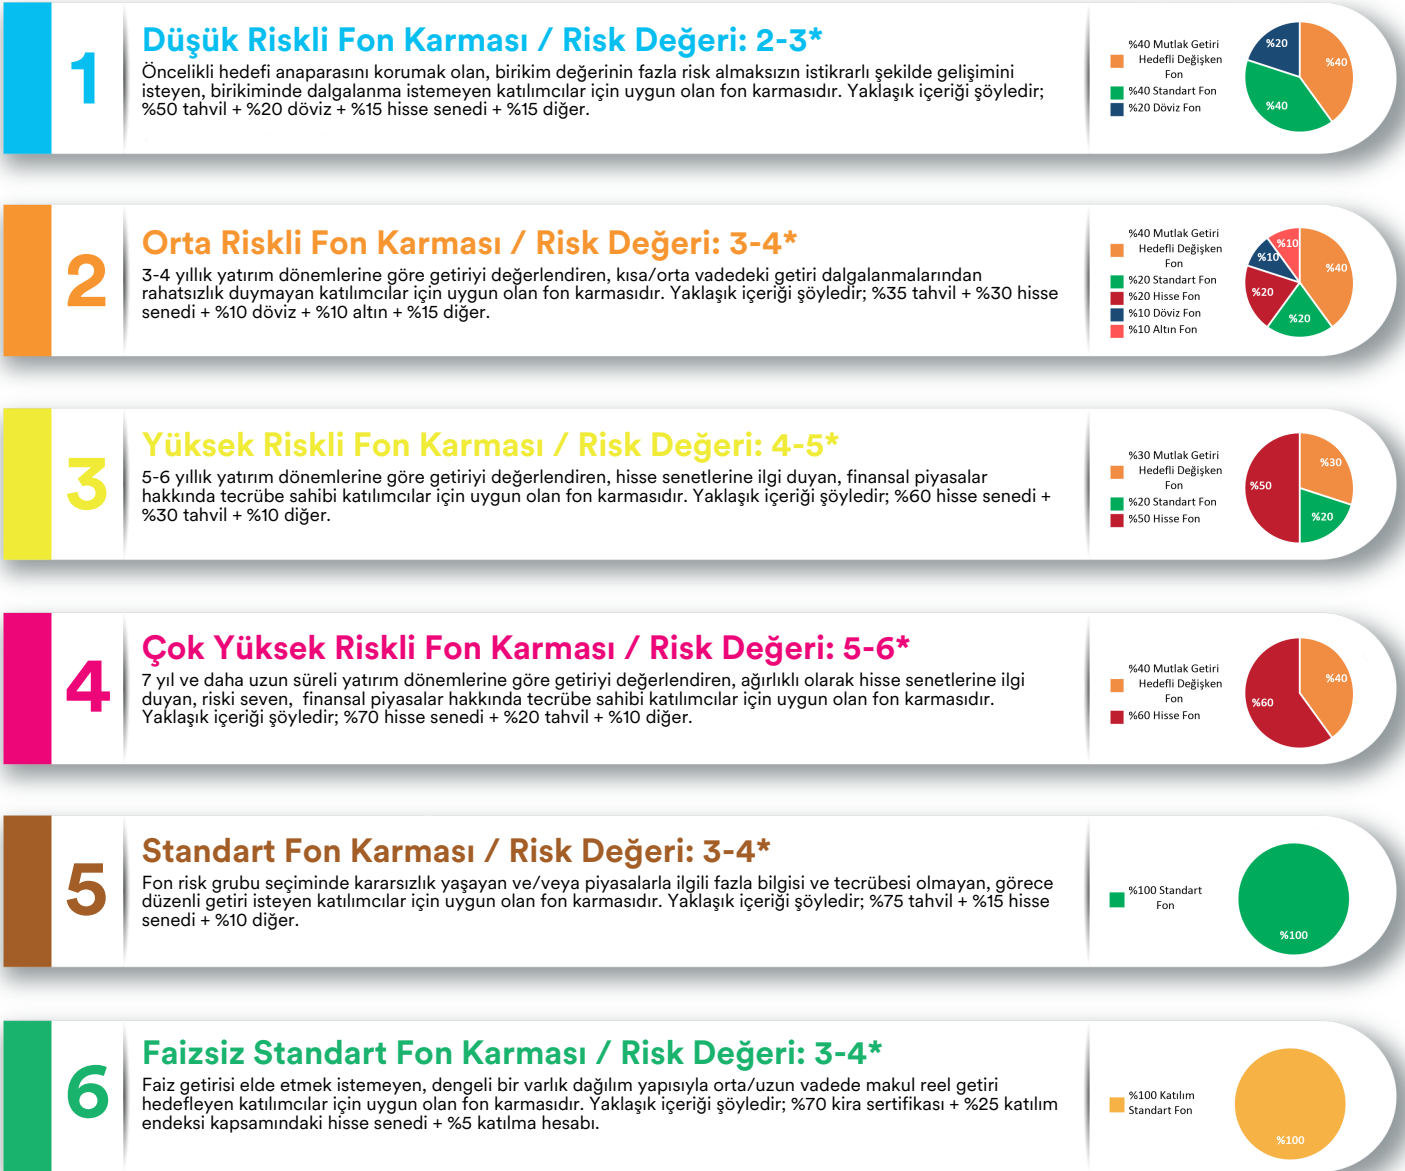 1
Düşük Riskli Fon Karması / Risk Değeri: 2-3*
Öncelikli hedefi anaparasını korumak olan, birikim değerinin fazla risk almaksızın istikrarlı şekilde gelişimini
isteyen, birikiminde dalgalanma istemeyen katılımcılar için uygun olan fon karmasıdır. Yaklaşık içeriği şöyledir;
%50 tahvil + %20 döviz + %15 hisse senedi + %15 diğer.
%40 Mutlak Getiri
Hedefli Değişken
Fon
%40 Standart Fon
%20 Döviz Fon
%20
%40
%40
2
Orta Riskli Fon Karması / Risk Değeri: 3-4*
3-4 yıllık yatırım dönemlerine göre getiriyi değerlendiren, kısa/orta vadedeki getiri dalgalanmalarından
rahatsızlık duymayan katılımcılar için uygun olan fon karmasıdır. Yaklaşık içeriği şöyledir; %35 tahvil + %30 hisse
senedi + %10 döviz + %10 altın + %15 diğer.
%40 Mutlak Getiri
Hedefli Değişken
Fon
%20 Standart Fon
%20 Hisse Fon
%10 Döviz Fon
%10 Altın Fon
%10
%10
%40
%20
%20
3
Yüksek Riskli Fon Karması / Risk Değeri: 4-5*
5-6 yıllık yatırım dönemlerine göre getiriyi değerlendiren, hisse senetlerine ilgi duyan, finansal piyasalar
hakkında tecrübe sahibi katılımcılar için uygun olan fon karmasıdır. Yaklaşık içeriği şöyledir; %60 hisse senedi +
%30 tahvil + %10 diğer.
%30 Mutlak Getiri
Hedefli Değişken
Fon
%20 Standart Fon
%50 Hisse Fon
%30
%50
%20
4
Çok Yüksek Riskli Fon Karması / Risk Değeri: 5-6*
7 yıl ve daha uzun süreli yatırım dönemlerine göre getiriyi değerlendiren, ağırlıklı olarak hisse senetlerine ilgi
duyan, riski seven, finansal piyasalar hakkında tecrübe sahibi katılımcılar için uygun olan fon karmasıdır.
Yaklaşık içeriği şöyledir; %70 hisse senedi + %20 tahvil + %10 diğer.
%40 Mutlak Getiri
Hedefli Değişken
Fon
%60 Hisse Fon
%40
%60
5
Standart Fon Karması / Risk Değeri: 3-4*
Fon risk grubu seçiminde kararsızlık yaşayan ve/veya piyasalarla ilgili fazla bilgisi ve tecrübesi olmayan, görece
düzenli getiri isteyen katılımcılar için uygun olan fon karmasıdır. Yaklaşık içeriği şöyledir; %75 tahvil + %15 hisse
senedi + %10 diğer.
%100 Standart
Fon
%100
6
Faizsiz Standart Fon Karması / Risk Değeri: 3-4*
Faiz getirisi elde etmek istemeyen, dengeli bir varlık dağılım yapısıyla orta/uzun vadede makul reel getiri
hedefleyen katılımcılar için uygun olan fon karmasıdır. Yaklaşık içeriği şöyledir; %70 kira sertifikası + %25 katılım
endeksi kapsamındaki hisse senedi + %5 katılma hesabı.
%100 Katılım
Standart Fon
%100